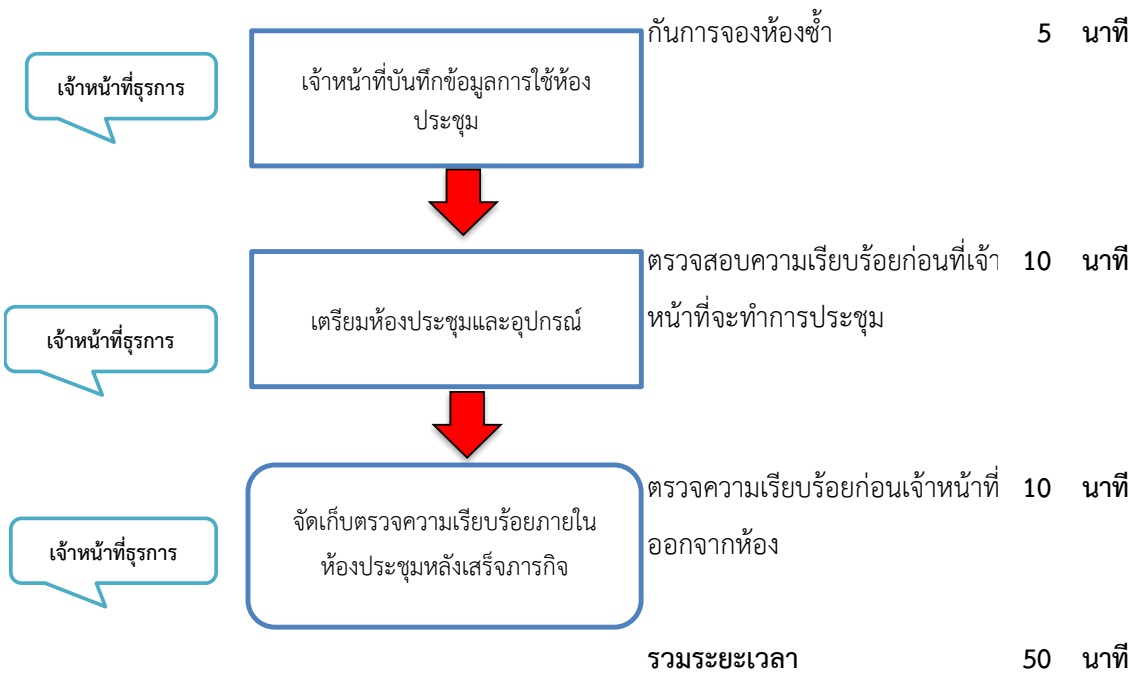 กันการจองห้องซ้ำ 5 นาที
เจ้าหน้าที่ธุรการ
เจ้าหน้าที่บันทึกข้อมูลการใช้ห้อง
ประชุม
ตรวจสอบความเรียบร้อยก่อนที่เจ้า 10 นาที
หน้าที่จะทำการประชุม
เตรียมห้องประชุมและอุปกรณ์
เจ้าหน้าที่ธุรการ
ตรวจความเรียบร้อยก่อนเจ้าหน้าที่ 10 นาที
ออกจากห้อง
จัดเก็บตรวจความเรียบร้อยภายใน
ห้องประชุมหลังเสร็จภารกิจ
เจ้าหน้าที่ธุรการ
รวมระยะเวลา 50 นาที